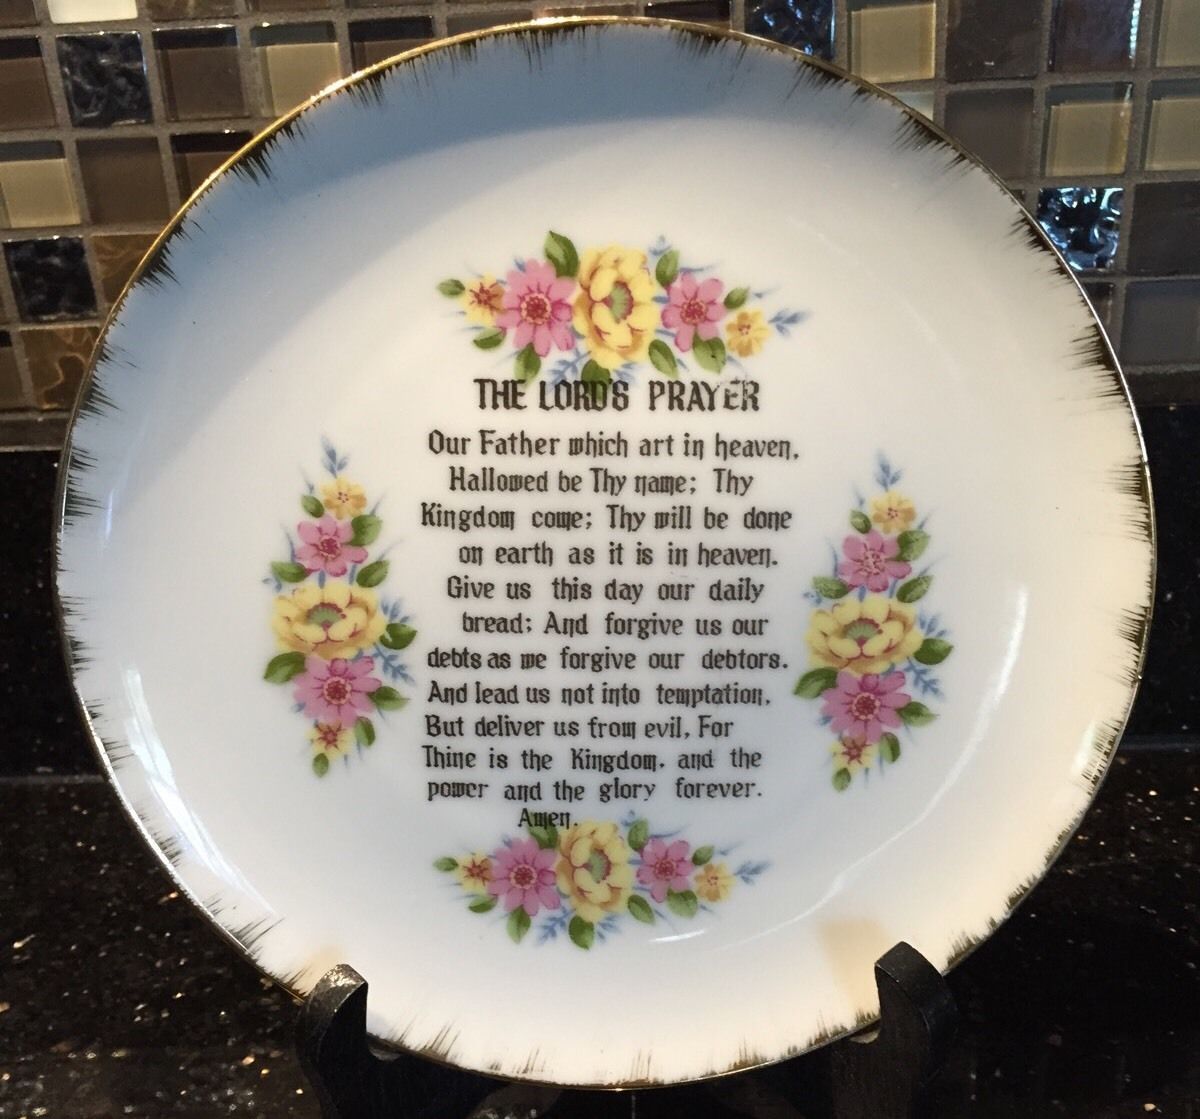 THE LORD'S PRAYER
Our Father which art in heaven,
Hallowed be Thy name; Thy
Kingdom come; Thy will be done
on earth as it is in heaven.
Give us this day our daily
bread; And forgive us our
debts as we forgive our debtors.
And lead us not into temptation,
But deliver us from evil, For
Thine is the Kingdom. and the
power and the glory forever.
Amen.